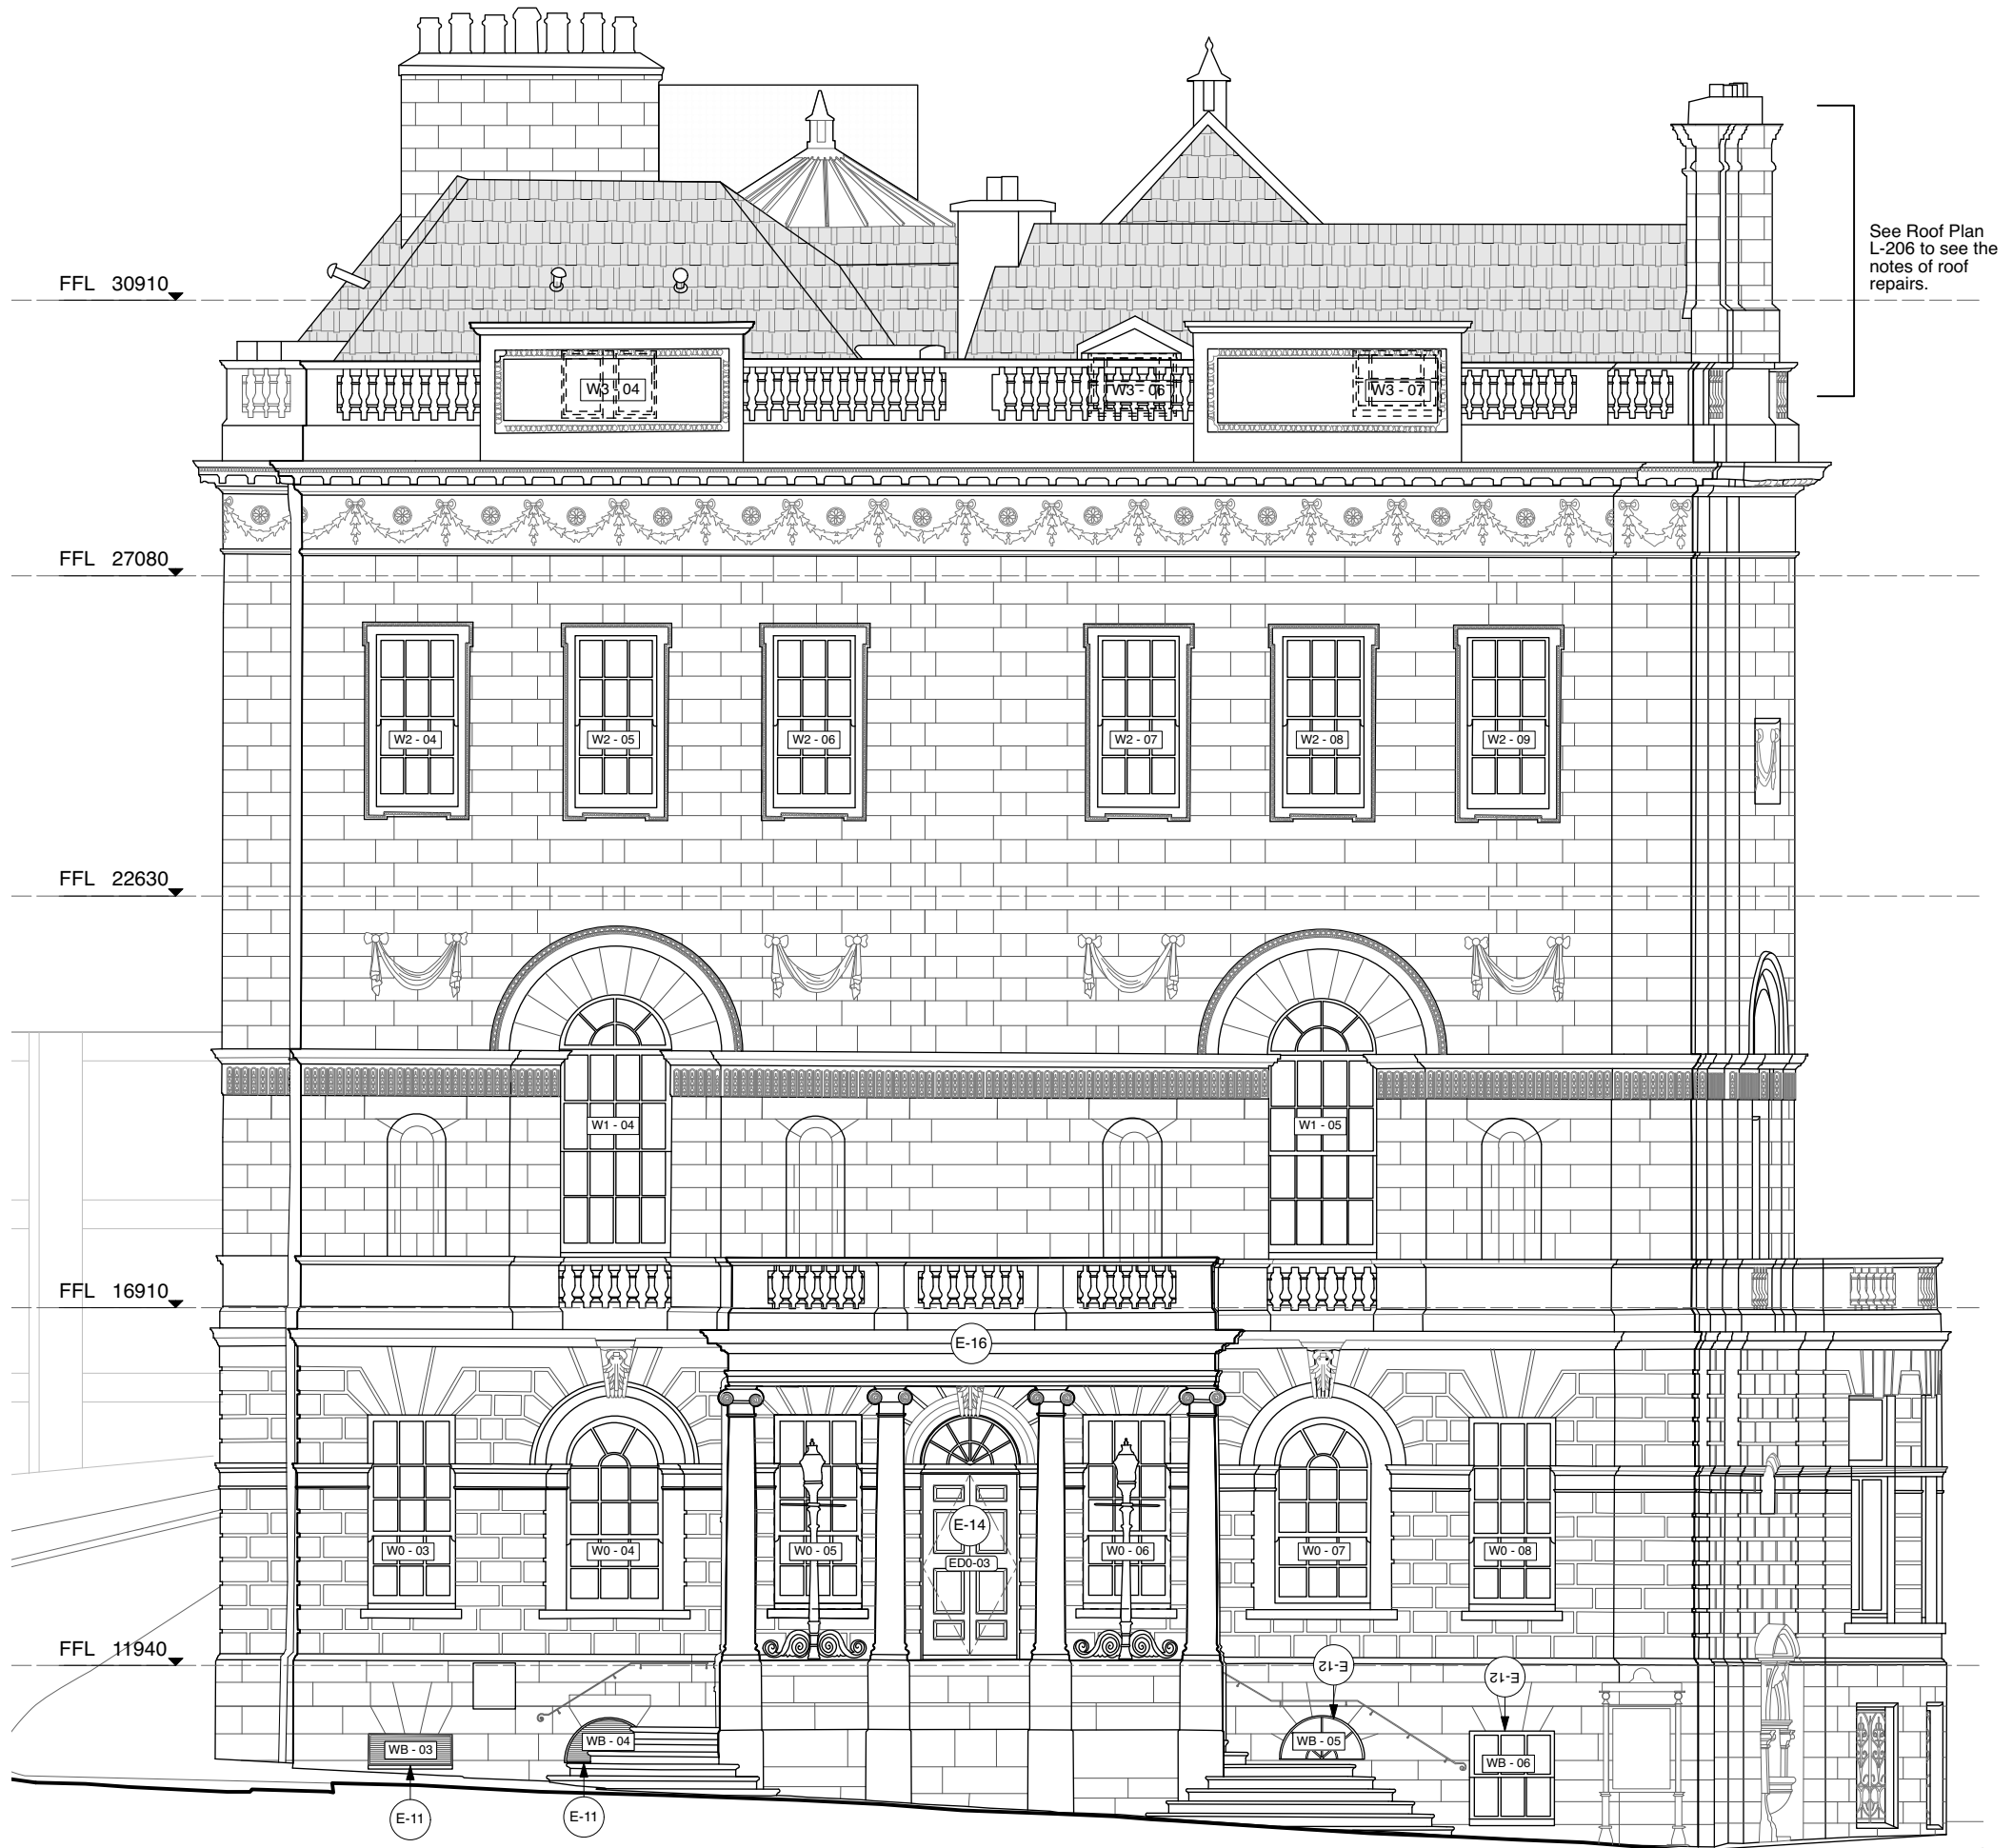 See Roof Plan
L-206 to see the
notes of roof
repairs.
FFL 30910
W3 - 04
W3 - 06
W3 - 07
FFL 27080
W2 - 04
W2 - 05
W2 - 06
W2 - 07
W2 - 08
W2 - 09
FFL 22630
W1 - 04
W1 - 05
FFL 16910
E-16
E-14
W0 - 03
W0 - 04
W0 - 05
ED0-03
W0 - 06
W0 - 07
W0 - 08
FFL 11940
E-12
E-12
WB - 03
WB - 04
WB - 05
WB - 06
E-11
E-11